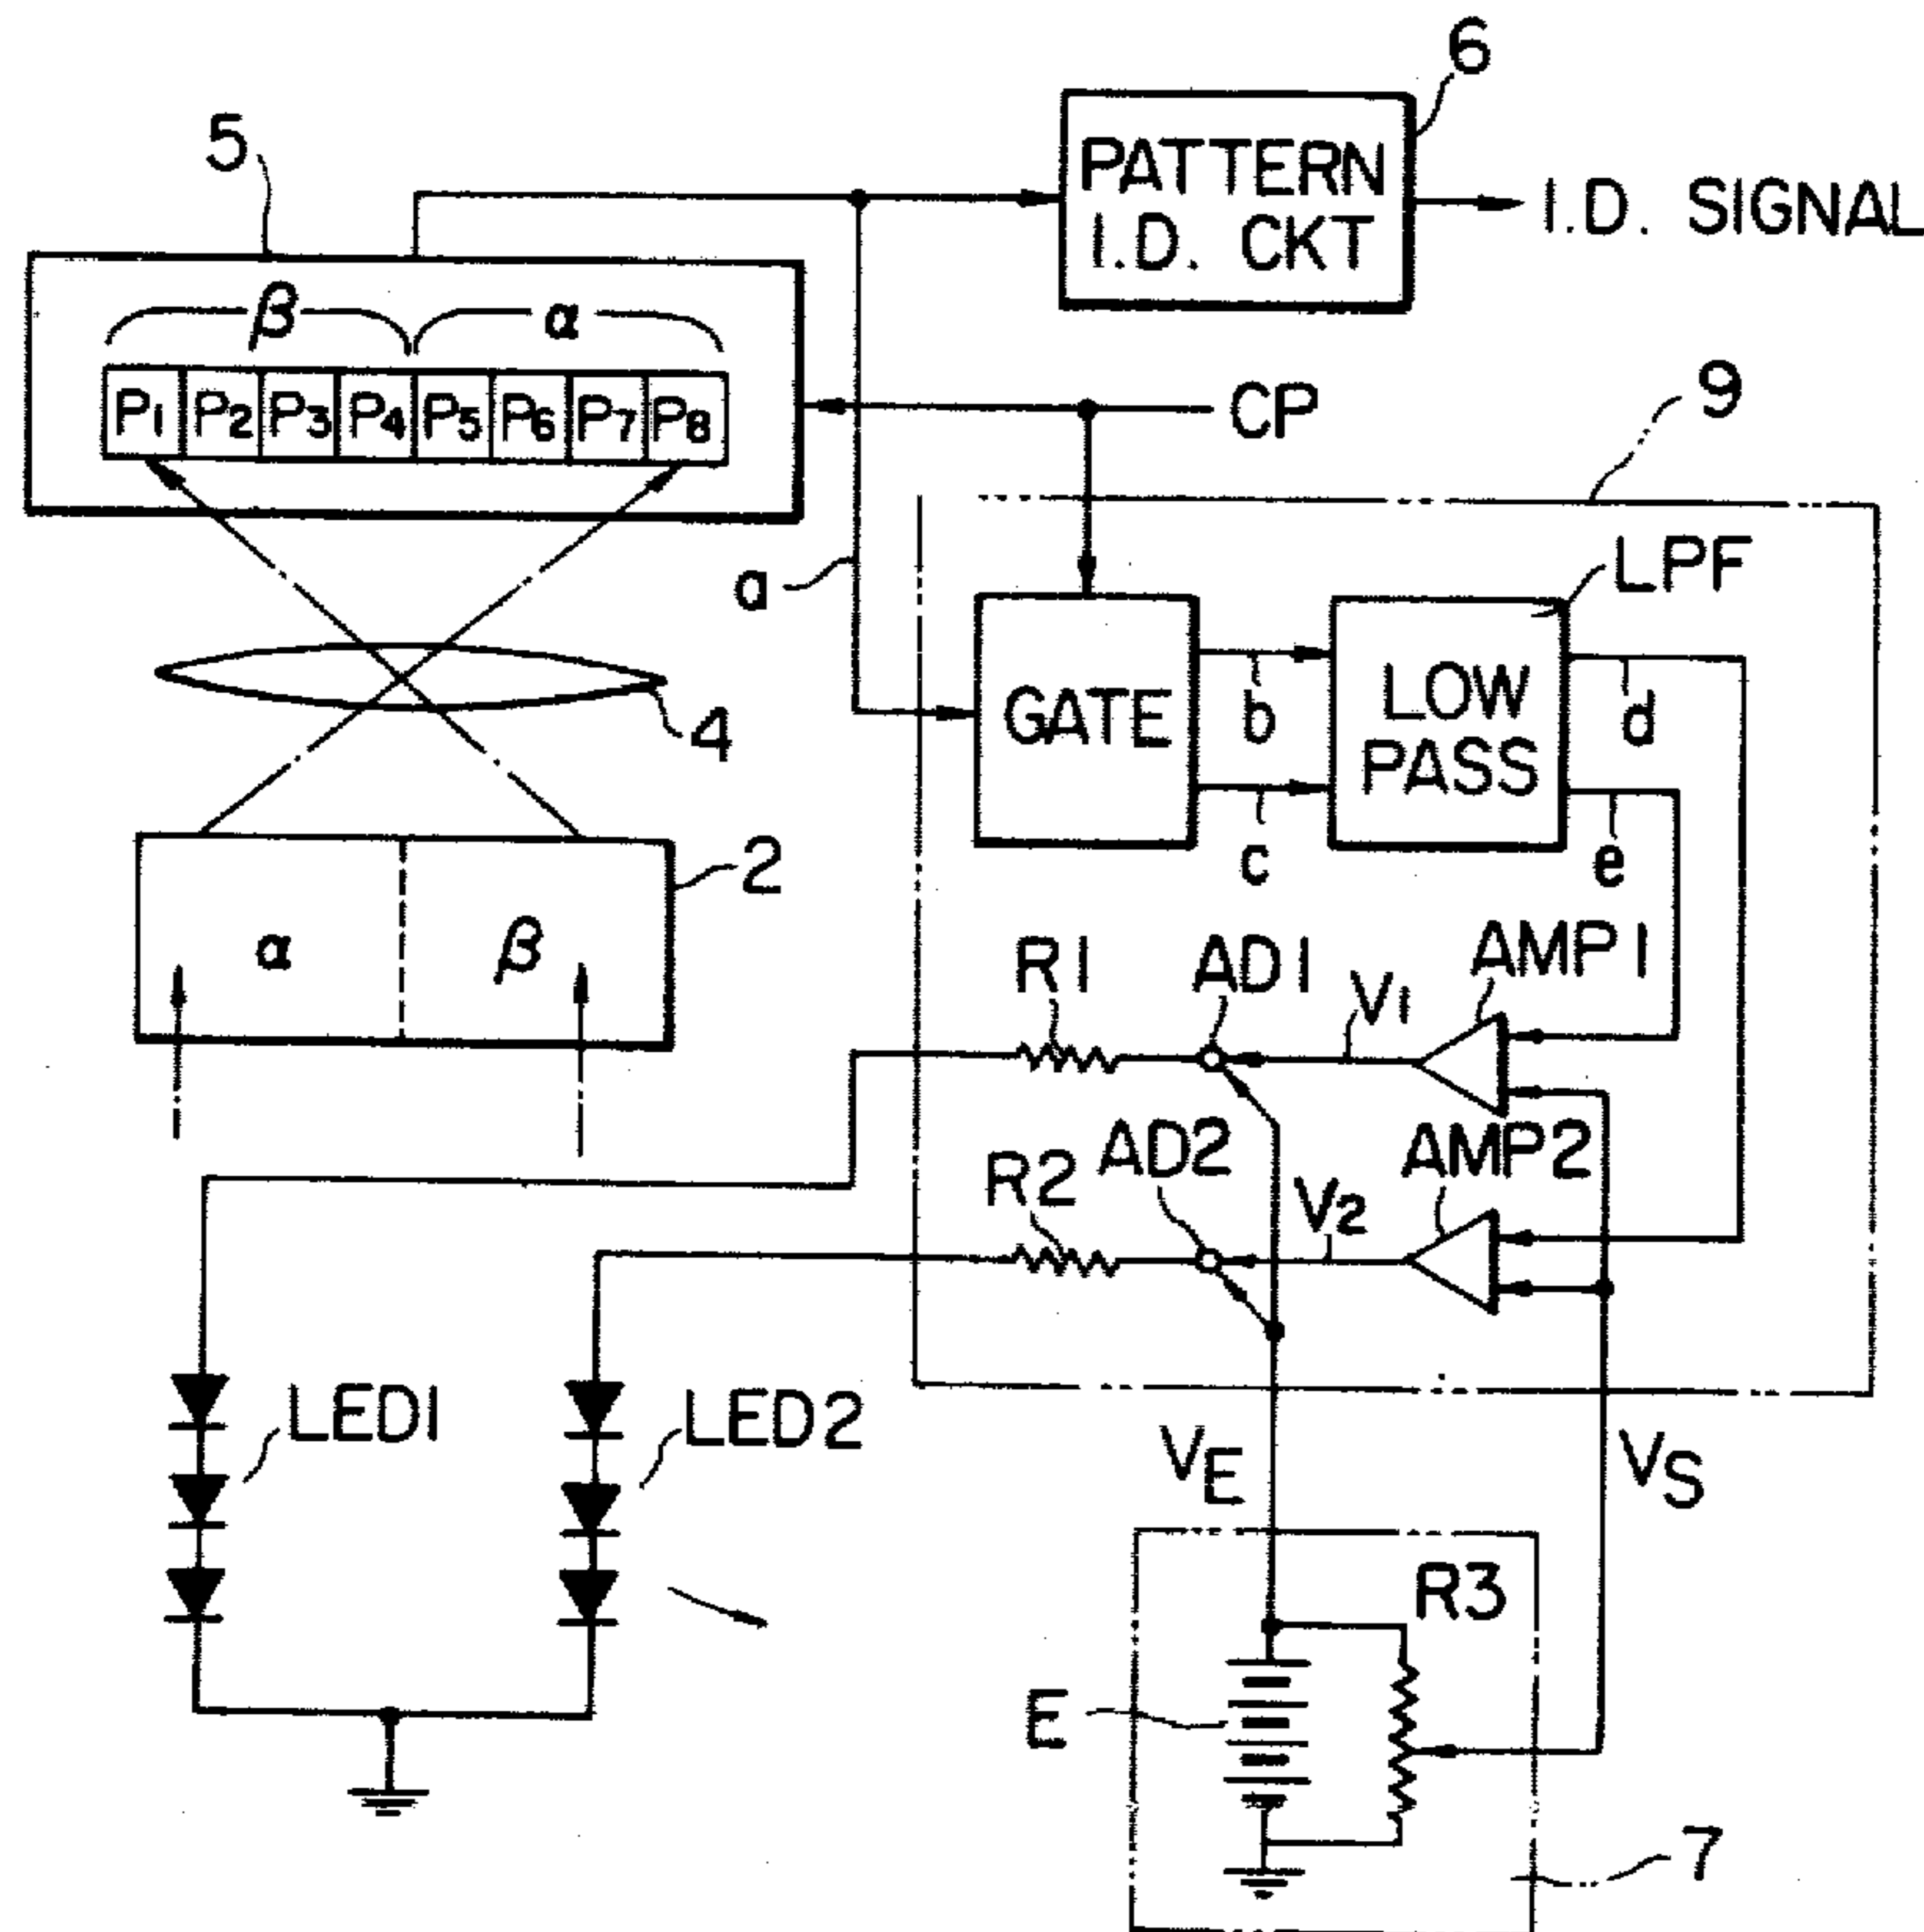 6
5
PATTERN
I.D. CKT
I.D. SIGNAL
β α
P1 P2 P3 P4 P5 P6 P7 P8
CP
9
a
LPF
GATE
b
c
LOW
PASS
d
e
4
2
α β
R1
AD1
V1
AMP1
R2
AD2
V2
AMP2
LED1
LED2
VE
VS
R3
E
7